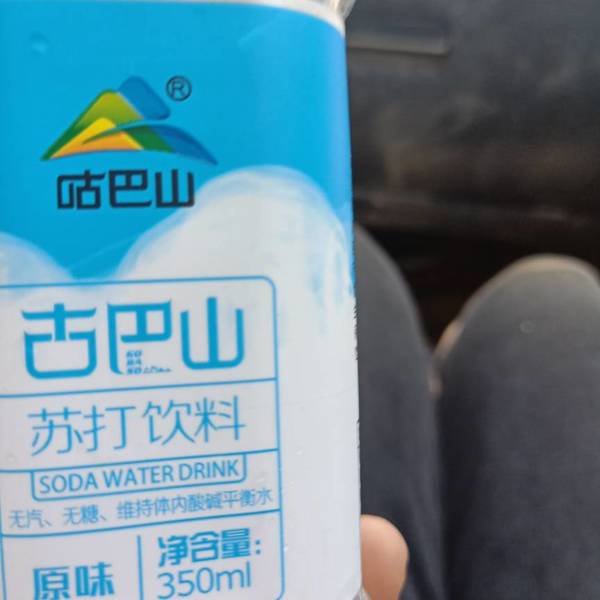 ®
咕巴山
古巴山
苏打饮料
SODA WATER DRINK
无汽、无糖、维持体内酸碱平衡水
原味
净含量:
350ml